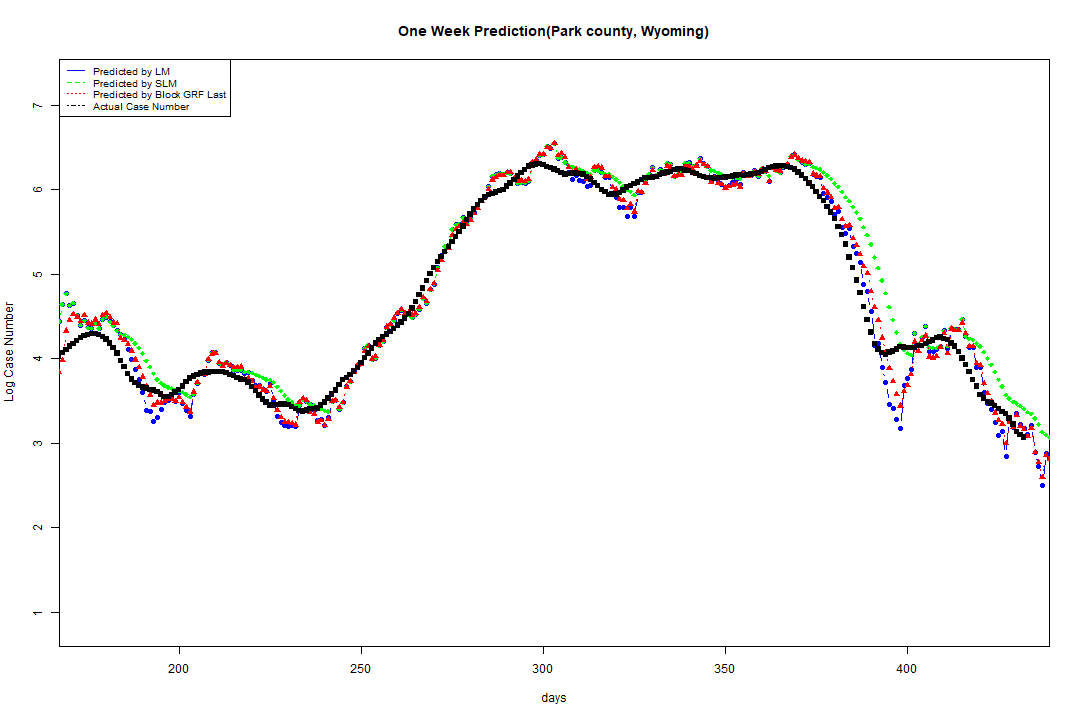 One Week Prediction(Park county, Wyoming)
Predicted by LM
Predicted by SLM
Predicted by Block GRF Last
Actual Case Number
Log Case Number
7
6
5
4
3
2
1
200 250 300 350 400
days